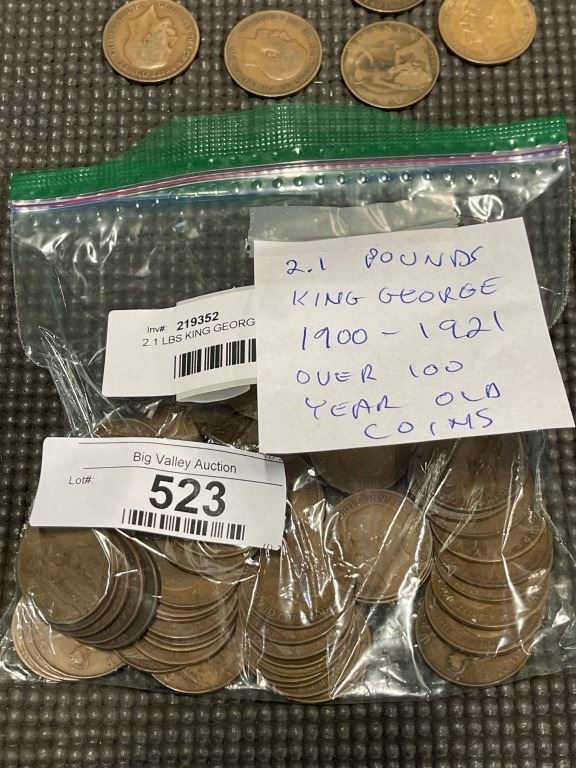 2.1 POUNDS
KING GEORGE
1900-1921
OVER 100
YEAR OLD
COINS
Inv#: 219352
2.1 LBS KING GEORG
Big Valley Auction
Lot#:
523